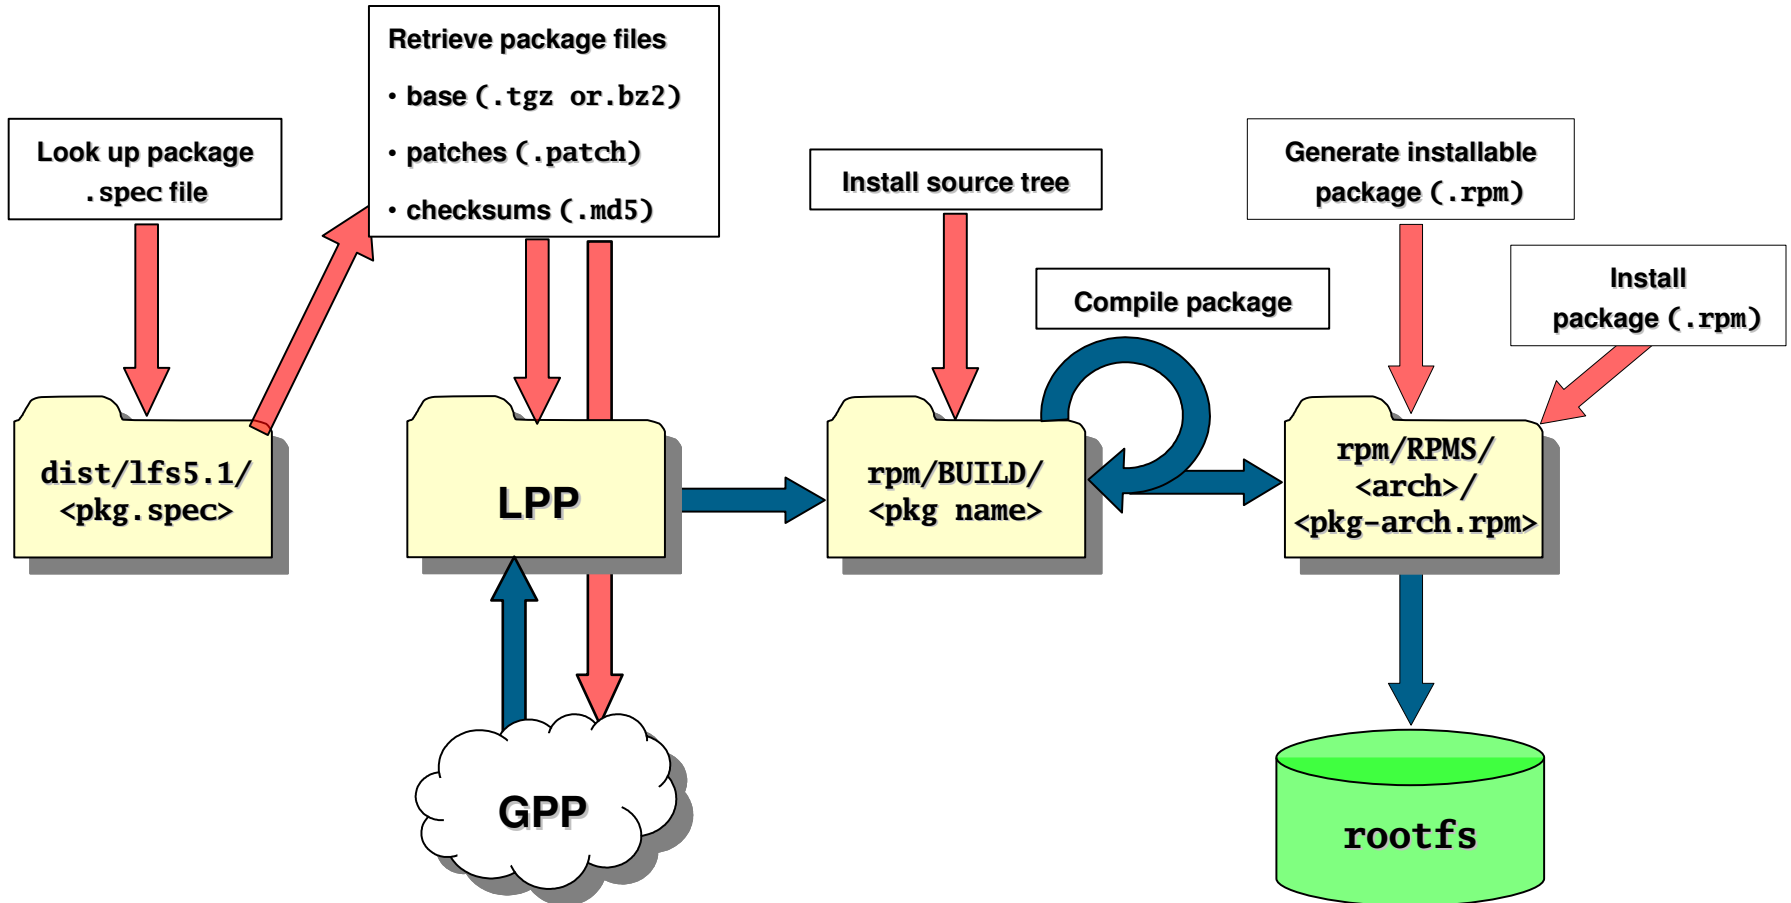 Retrieve package files
• base (.tgz or.bz2)
• patches (.patch)
• checksums (.md5)
Look up package
.spec file
Install source tree
Generate installable
package (.rpm)
Compile package
Install
package (.rpm)
dist/lfs5.1/
<pkg.spec>
LPP
rpm/BUILD/
<pkg name>
rpm/RPMS/
<arch>/
<pkg-arch.rpm>
GPP
rootfs